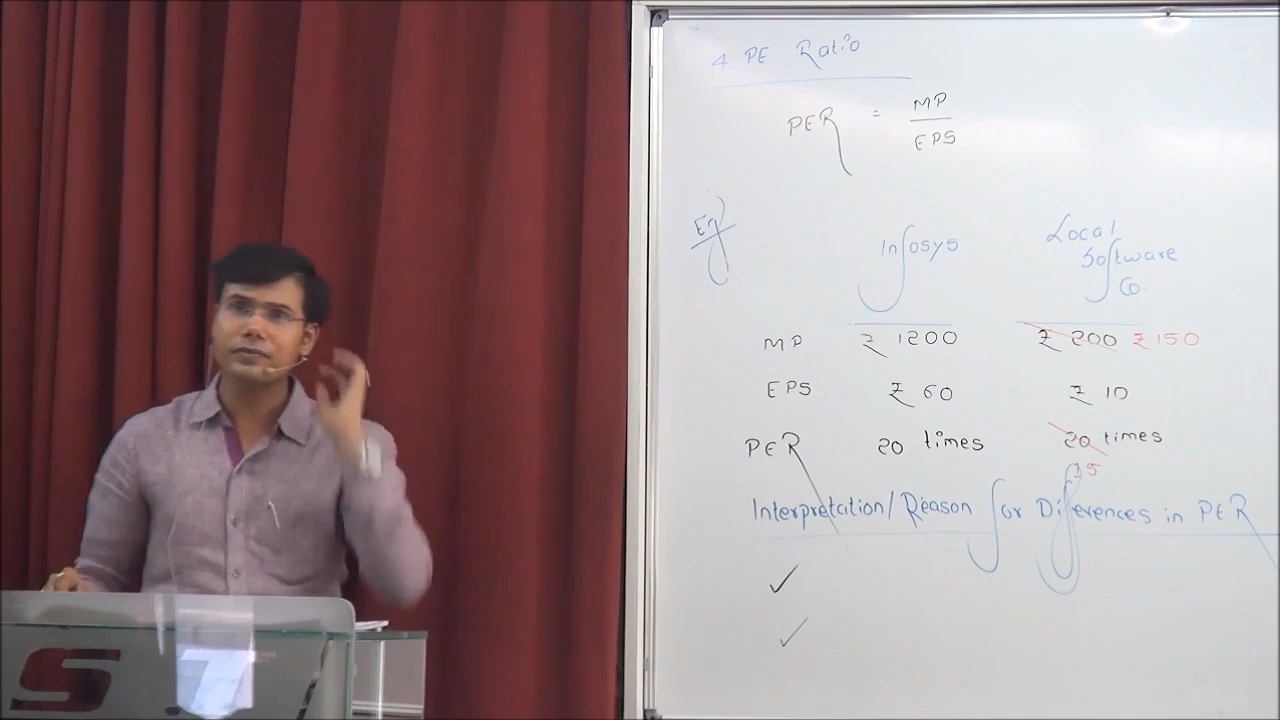 4. PE Ratio
PER = MP
EPS
Eg
Infosys
Local
Software
Co.
MP ₹ 1200 ₹ 200 ₹ 150
EPS ₹ 60 ₹ 10
PER 20 times 20 times
15
Interpretation/Reason for Differences in PER